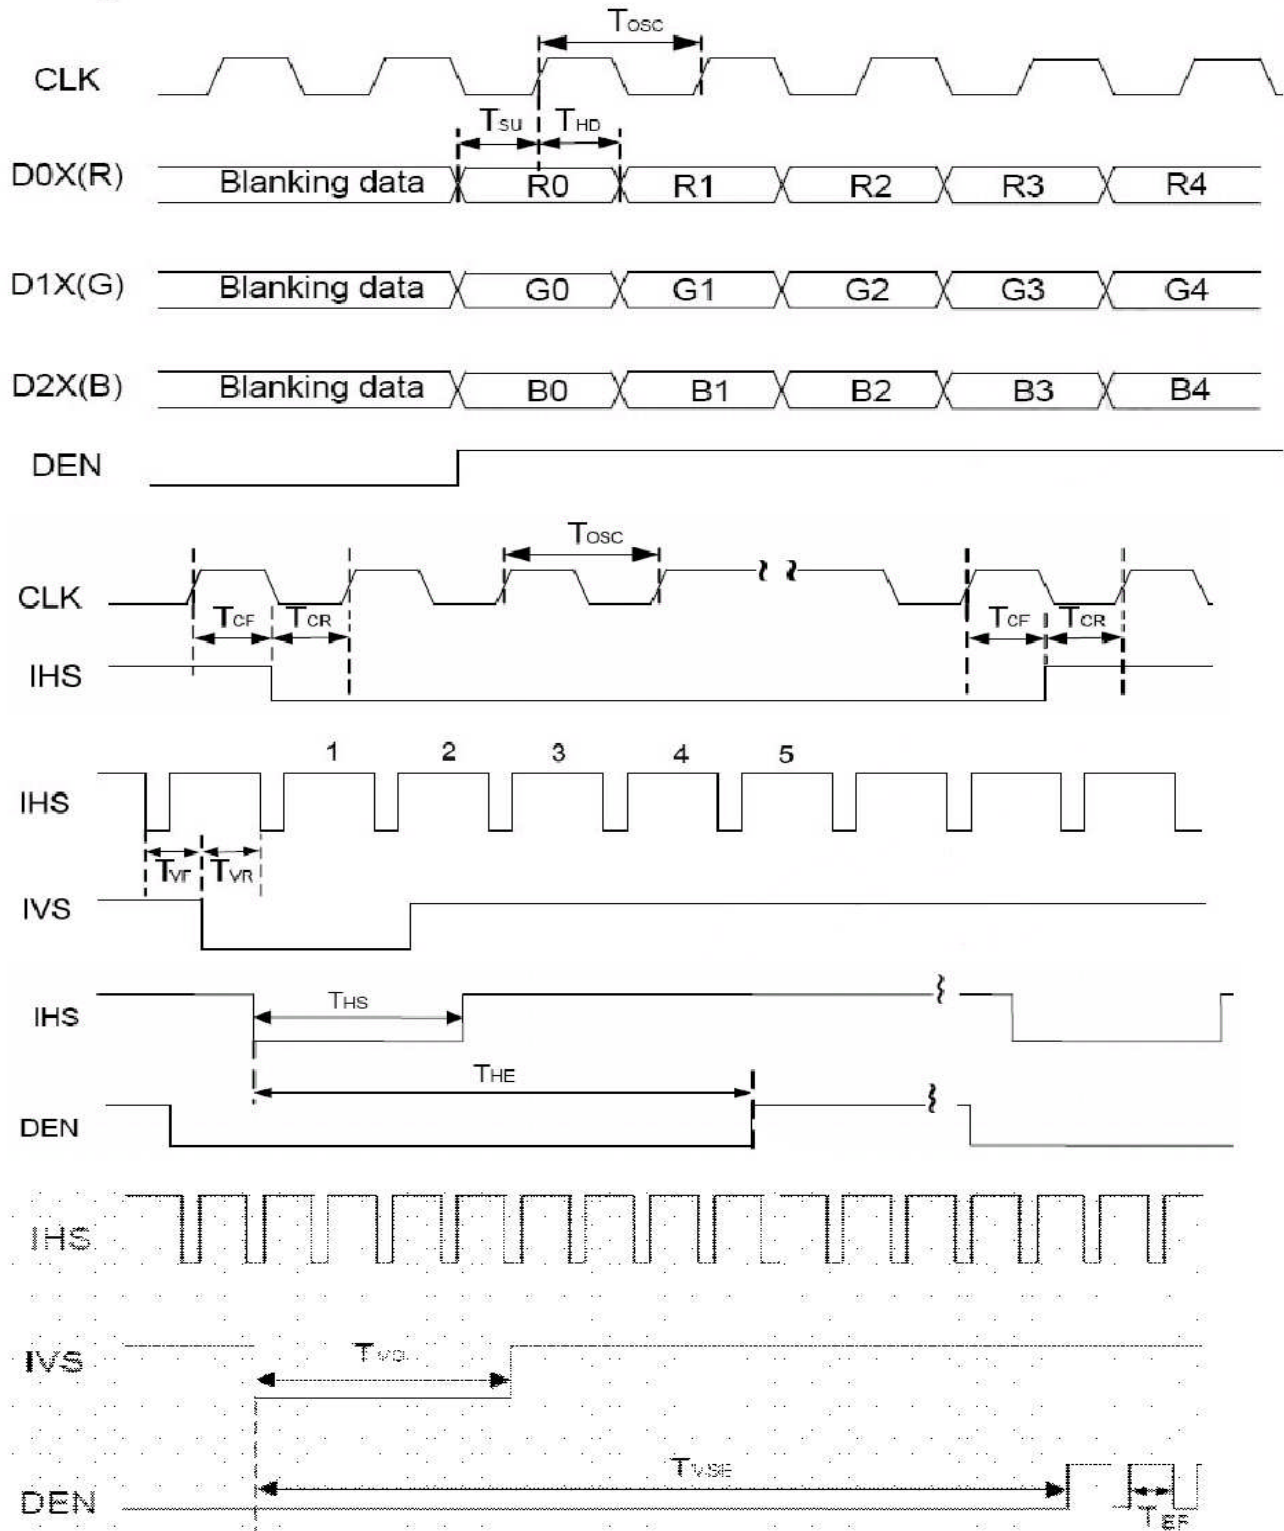 TOSC
CLK
TSU THD
D0X(R) Blanking data R0 R1 R2 R3 R4
D1X(G) Blanking data G0 G1 G2 G3 G4
D2X(B) Blanking data B0 B1 B2 B3 B4
DEN
TOSC
CLK
TCF TCR TCF TCR
IHS
1 2 3 4 5
IHS
TVF TVR
IVS
THS
IHS
THE
DEN
IHS
IVS
TVSE
DEN
TEP